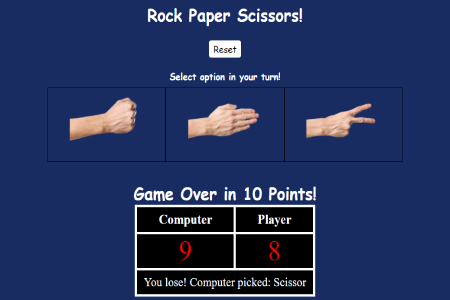 Rock Paper Scissors!
Reset
Select option in your turn!
Game Over in 10 Points!
Computer Player
9 8
You lose! Computer picked: Scissor